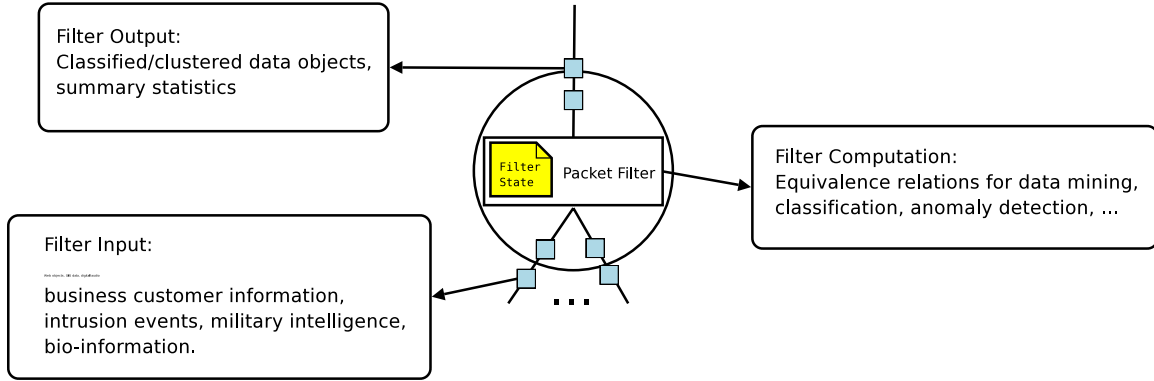 Filter Output:
Classified/clustered data objects,
summary statistics
Filter
State
Packet Filter
Filter Computation:
Equivalence relations for data mining,
classification, anomaly detection, ...
Filter Input:
business customer information,
intrusion events, military intelligence,
bio-information.
...